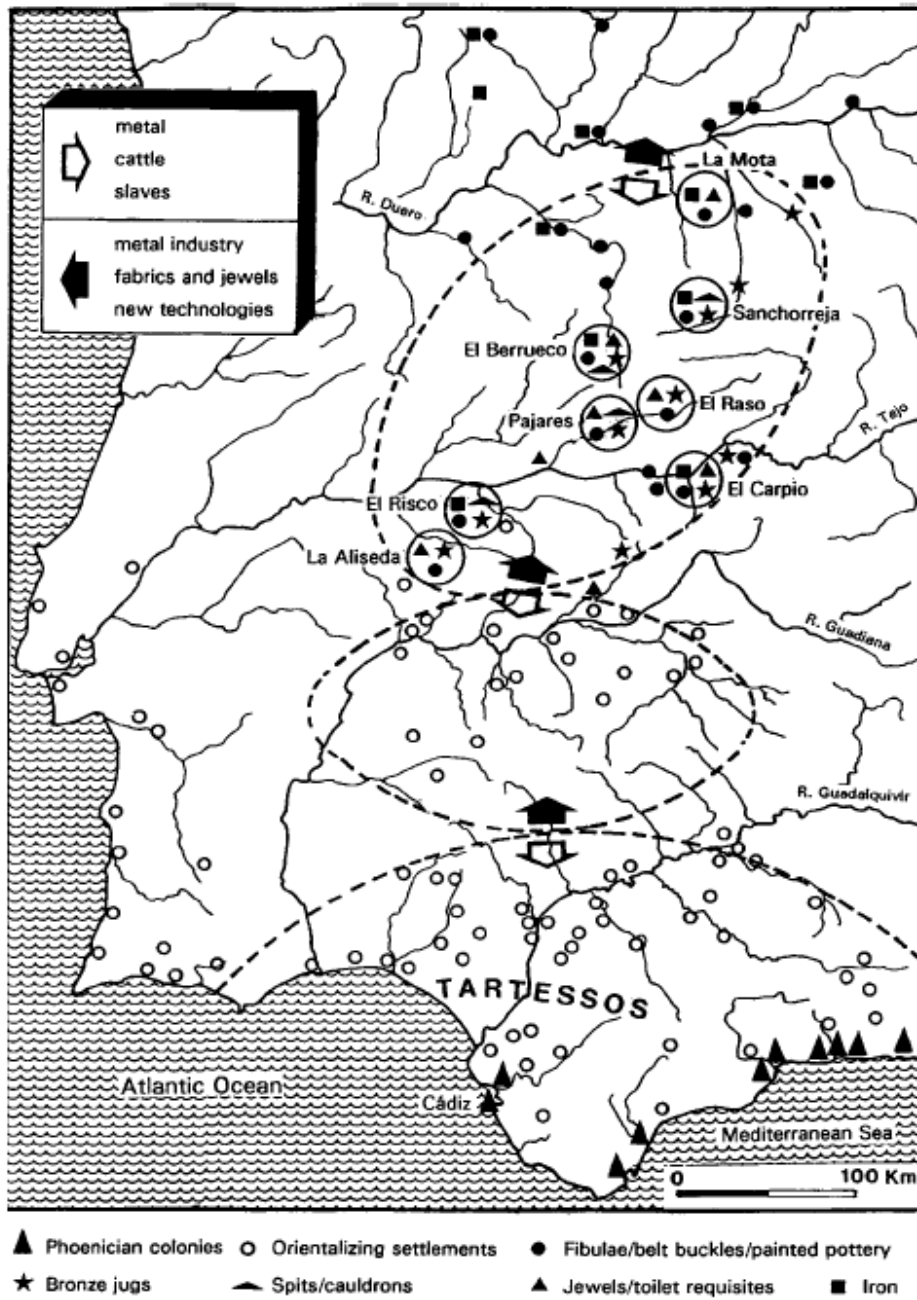 metal
cattle
slaves
metal industry
fabrics and jewels
new technologies
La Mota
R. Duero
Sanchorreja
El Berrueco
El Raso
Pajares
R. Tejo
El Carpio
El Risco
La Aliseda
R. Guadiana
R. Guadalquivir
TARTESSOS
Atlantic Ocean
Cádiz
Mediterranean Sea
0 100 Km
Phoenician colonies Orientalizing settlements Fibulae/belt buckles/painted pottery
Bronze jugs Spits/cauldrons Jewels/toilet requisites Iron